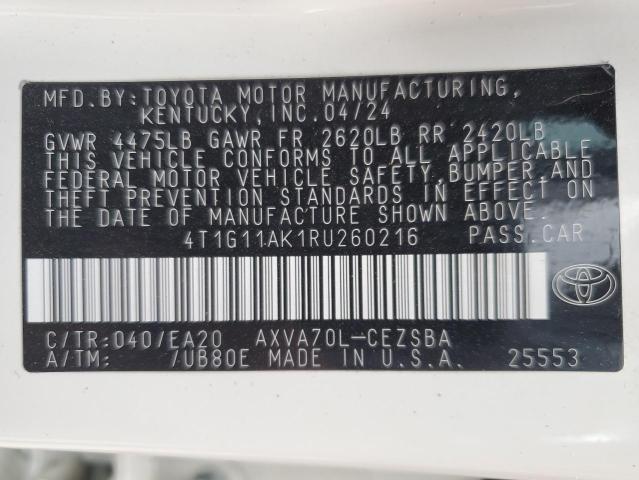 MFD.BY:TOYOTA MOTOR MANUFACTURING,
KENTUCKY,INC.04/24
GVWR 4475LB GAWR FR 2620LB RR 2420LB
THIS VEHICLE CONFORMS TO ALL APPLICABLE
FEDERAL MOTOR VEHICLE SAFETY,BUMPER,AND
THEFT PREVENTION STANDARDS IN EFFECT ON
THE DATE OF MANUFACTURE SHOWN ABOVE.
4T1G11AK1RU260216 PASS.CAR
C/TR:040/EA20 AXVA70L-CEZSBA
A/TM: /UB80E MADE IN U.S.A. 25553